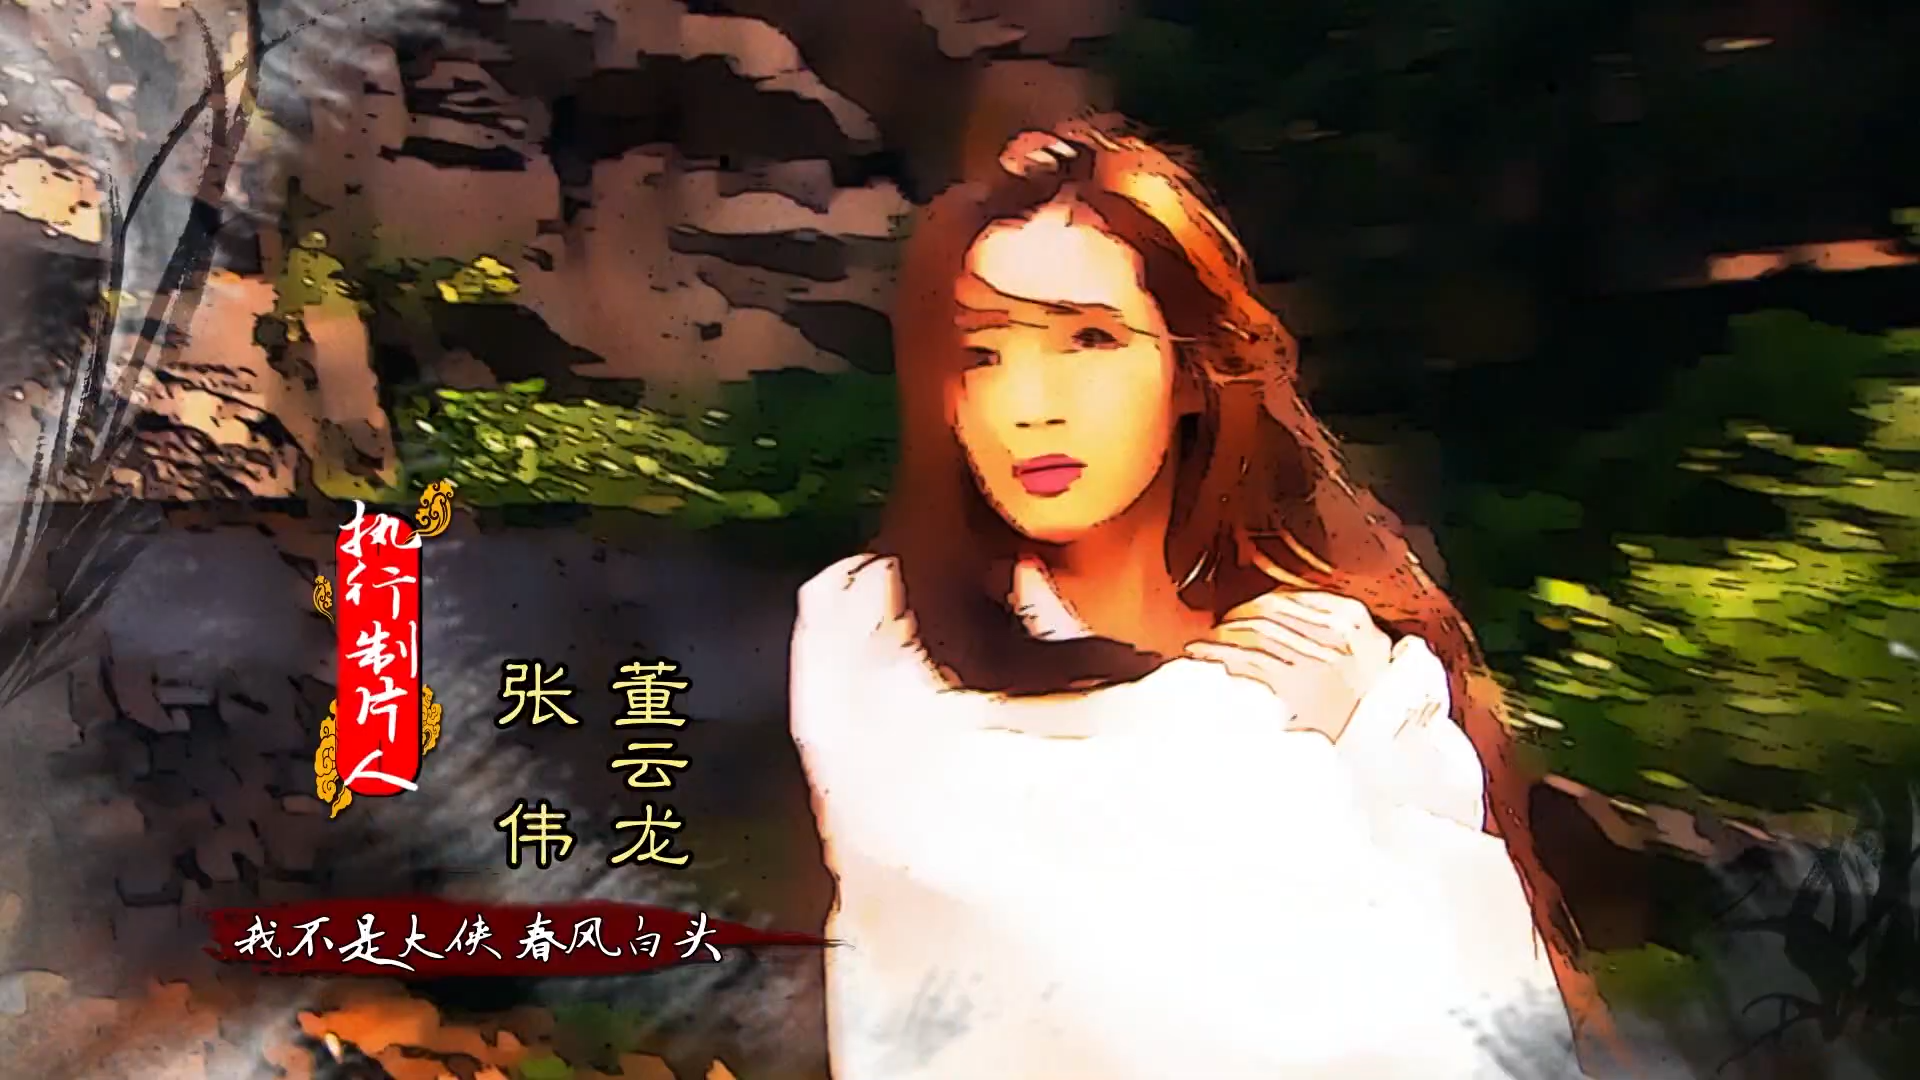 执行制片人
张伟
董云龙
我不是大侠 春风白头